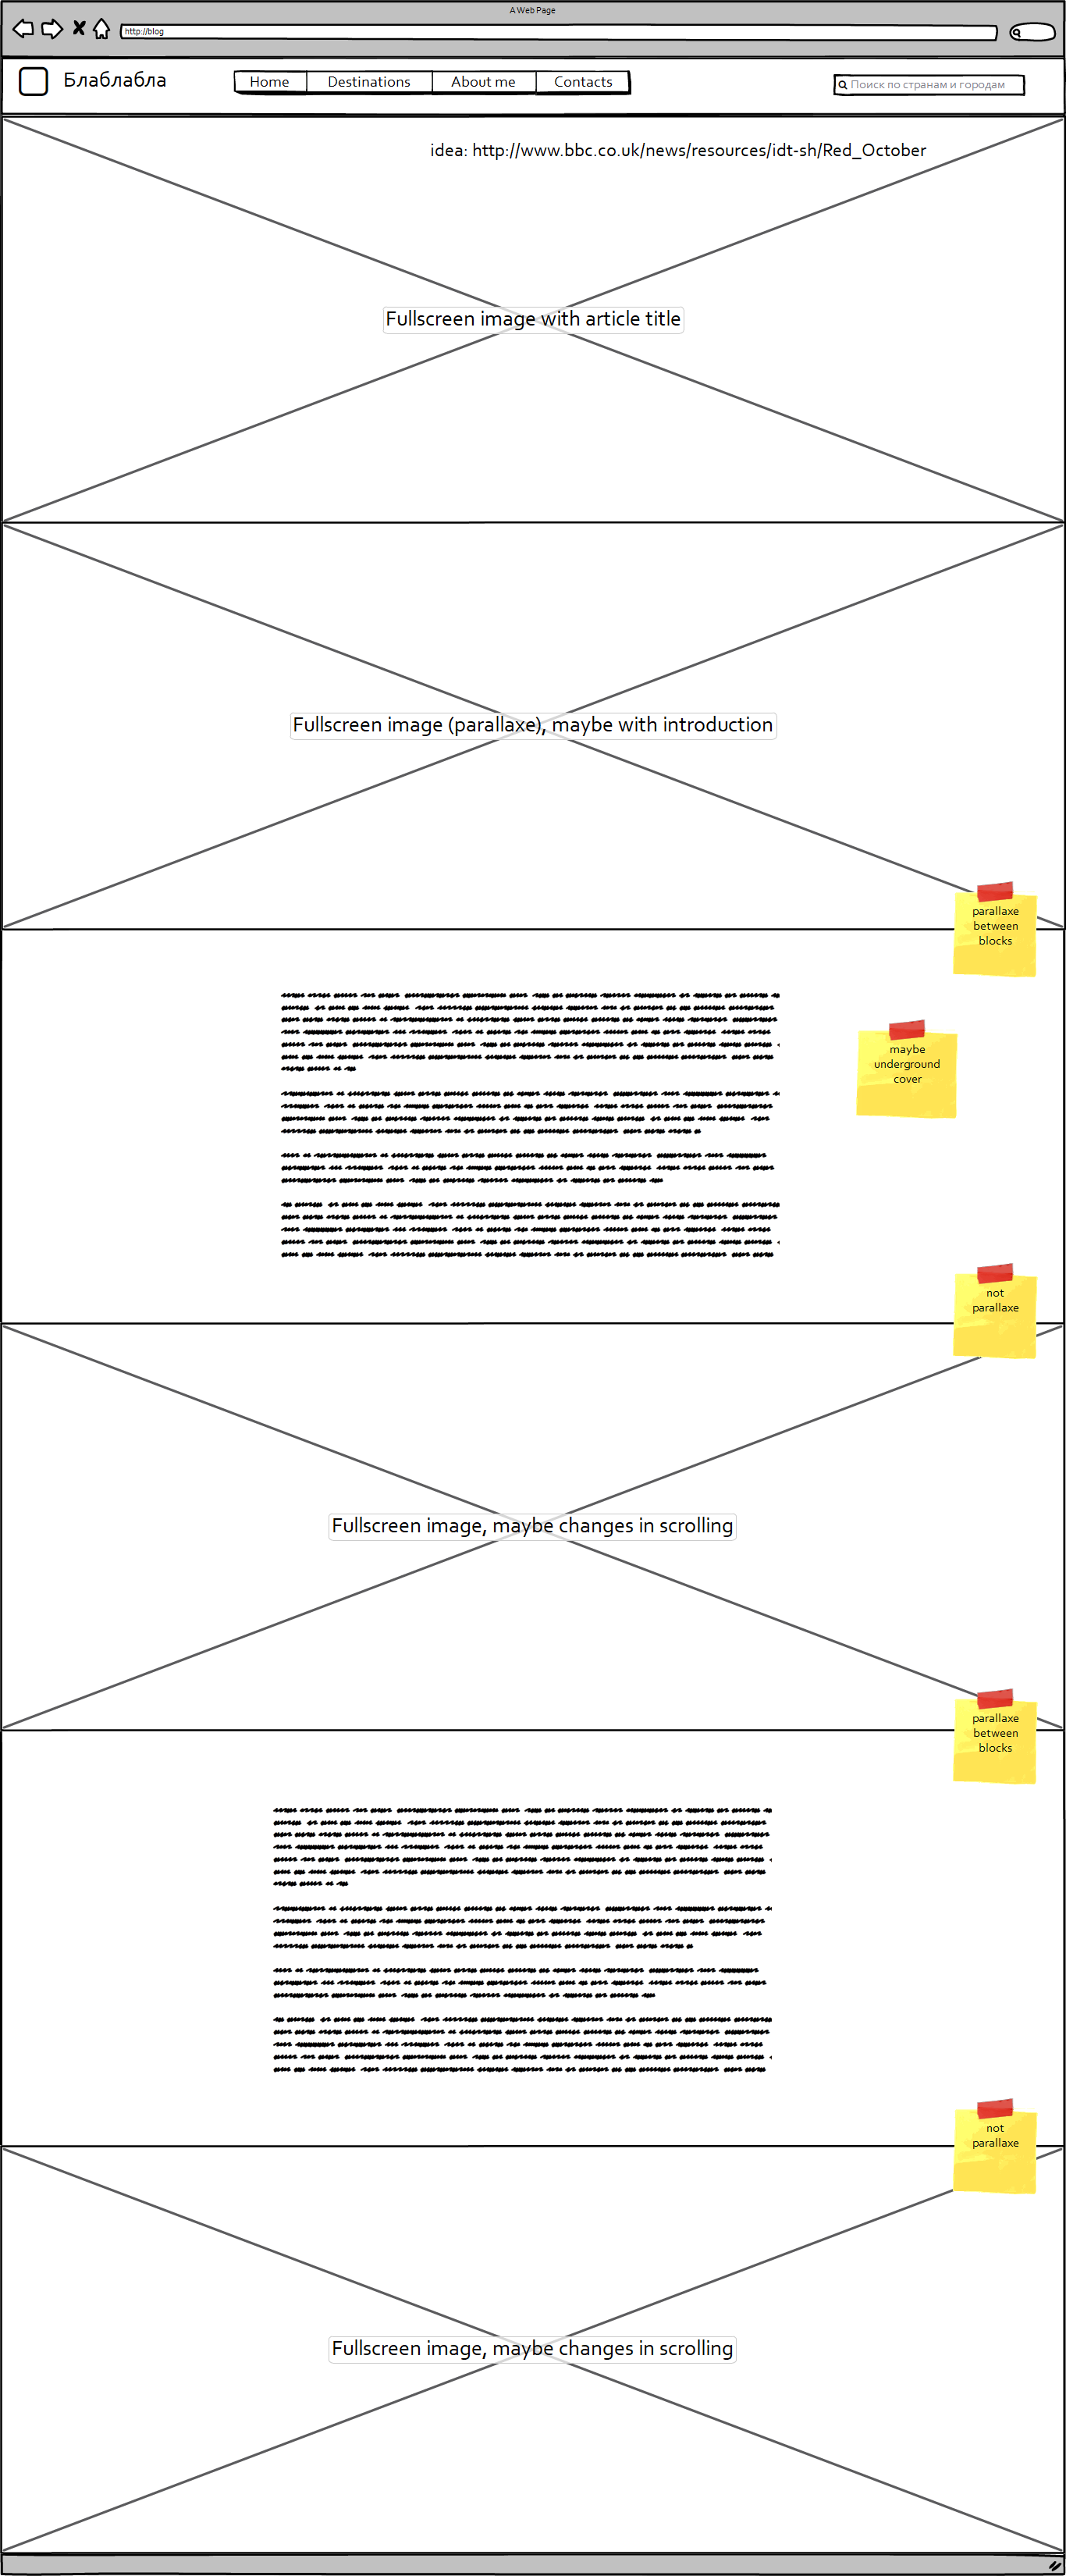 A Web Page
http://blog
Блаблабла
Home
Destinations
About me
Contacts
Поиск по странам и городам
idea: http://www.bbc.co.uk/news/resources/idt-sh/Red_October
Fullscreen image with article title
Fullscreen image (parallaxe), maybe with introduction
parallaxe
between
blocks
maybe
underground
cover
not
parallaxe
Fullscreen image, maybe changes in scrolling
parallaxe
between
blocks
not
parallaxe
Fullscreen image, maybe changes in scrolling